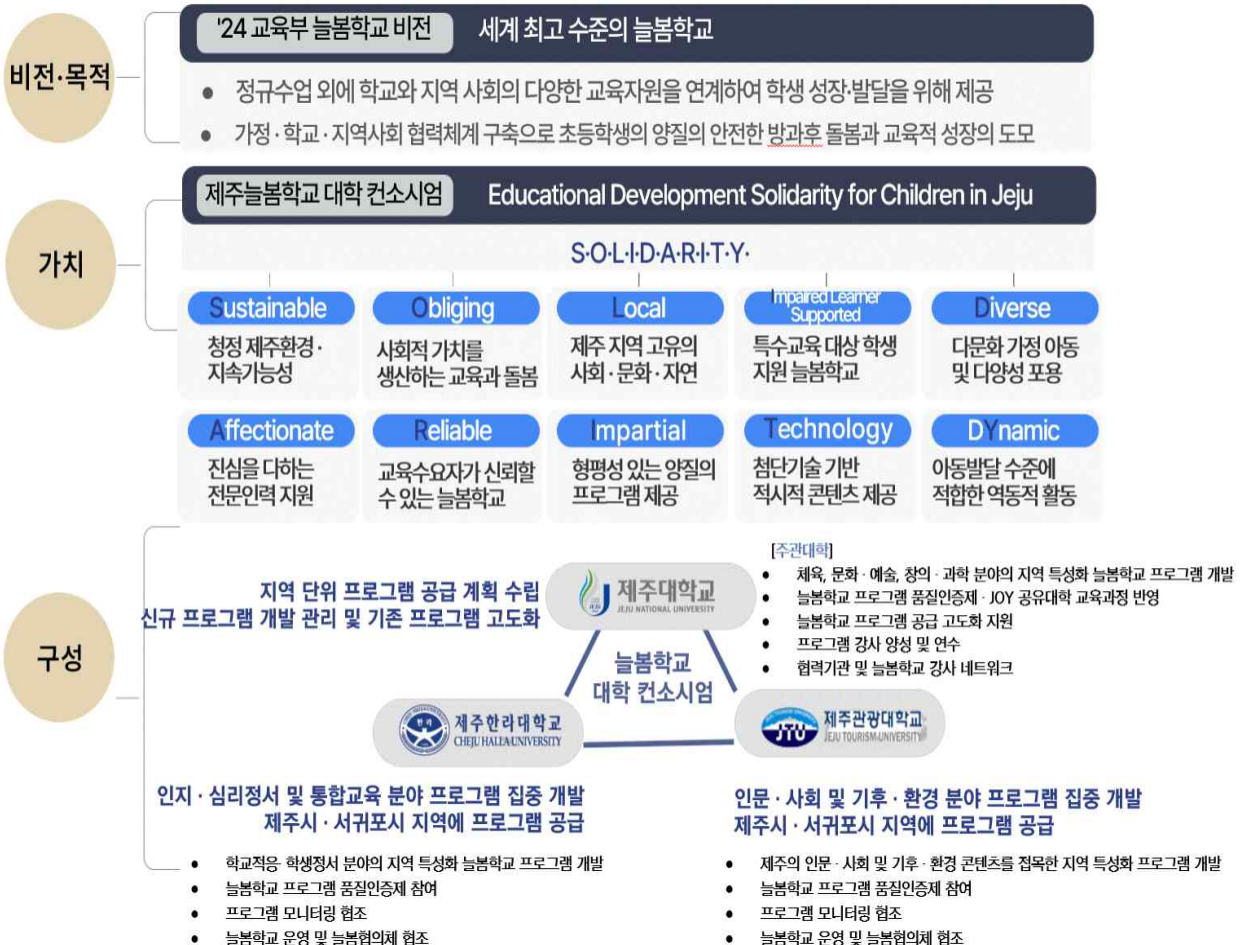 비전·목적
'24 교육부 늘봄학교 비전 세계 최고 수준의 늘봄학교
● 정규수업 외에 학교와 지역 사회의 다양한 교육자원을 연계하여 학생 성장·발달을 위해 제공
● 가정·학교·지역사회 협력체계 구축으로 초등학생의 양질의 안전한 방과후 돌봄과 교육적 성장의 도모
가치
제주늘봄학교 대학 컨소시엄 Educational Development Solidarity for Children in Jeju
S·O·L·I·D·A·R·I·T·Y·
Sustainable
청정 제주환경·
지속가능성
Obliging
사회적 가치를
생산하는 교육과 돌봄
Local
제주 지역 고유의
사회·문화·자연
Impaired Learner
Supported
특수교육 대상 학생
지원 늘봄학교
Diverse
다문화 가정 아동
및 다양성 포용
Affectionate
진심을 다하는
전문인력 지원
Reliable
교육수요자가 신뢰할
수 있는 늘봄학교
Impartial
형평성 있는 양질의
프로그램 제공
Technology
첨단기술 기반
적시적 콘텐츠 제공
DYnamic
아동발달 수준에
적합한 역동적 활동
구성
지역 단위 프로그램 공급 계획 수립
신규 프로그램 개발 관리 및 기존 프로그램 고도화
제주대학교
JEJU NATIONAL UNIVERSITY
[주관대학]
● 체육, 문화·예술, 창의·과학 분야의 지역 특성화 늘봄학교 프로그램 개발
● 늘봄학교 프로그램 품질인증제·JOY 공유대학 교육과정 반영
● 늘봄학교 프로그램 공급 고도화 지원
● 프로그램 강사 양성 및 연수
● 협력기관 및 늘봄학교 강사 네트워크
늘봄학교
대학 컨소시엄
한라
제주한라대학교
CHEJU HALLA UNIVERSITY
JTU
제주관광대학교
JEJU TOURISM UNIVERSITY
인지·심리정서 및 통합교육 분야 프로그램 집중 개발
제주시·서귀포시 지역에 프로그램 공급
● 학교적응·학생정서 분야의 지역 특성화 늘봄학교 프로그램 개발
● 늘봄학교 프로그램 품질인증제 참여
● 프로그램 모니터링 협조
● 늘봄학교 운영 및 늘봄협의체 협조
인문·사회 및 기후·환경 분야 프로그램 집중 개발
제주시·서귀포시 지역에 프로그램 공급
● 제주의 인문·사회 및 기후·환경 콘텐츠를 접목한 지역 특성화 프로그램 개발
● 늘봄학교 프로그램 품질인증제 참여
● 프로그램 모니터링 협조
● 늘봄학교 운영 및 늘봄협의체 협조